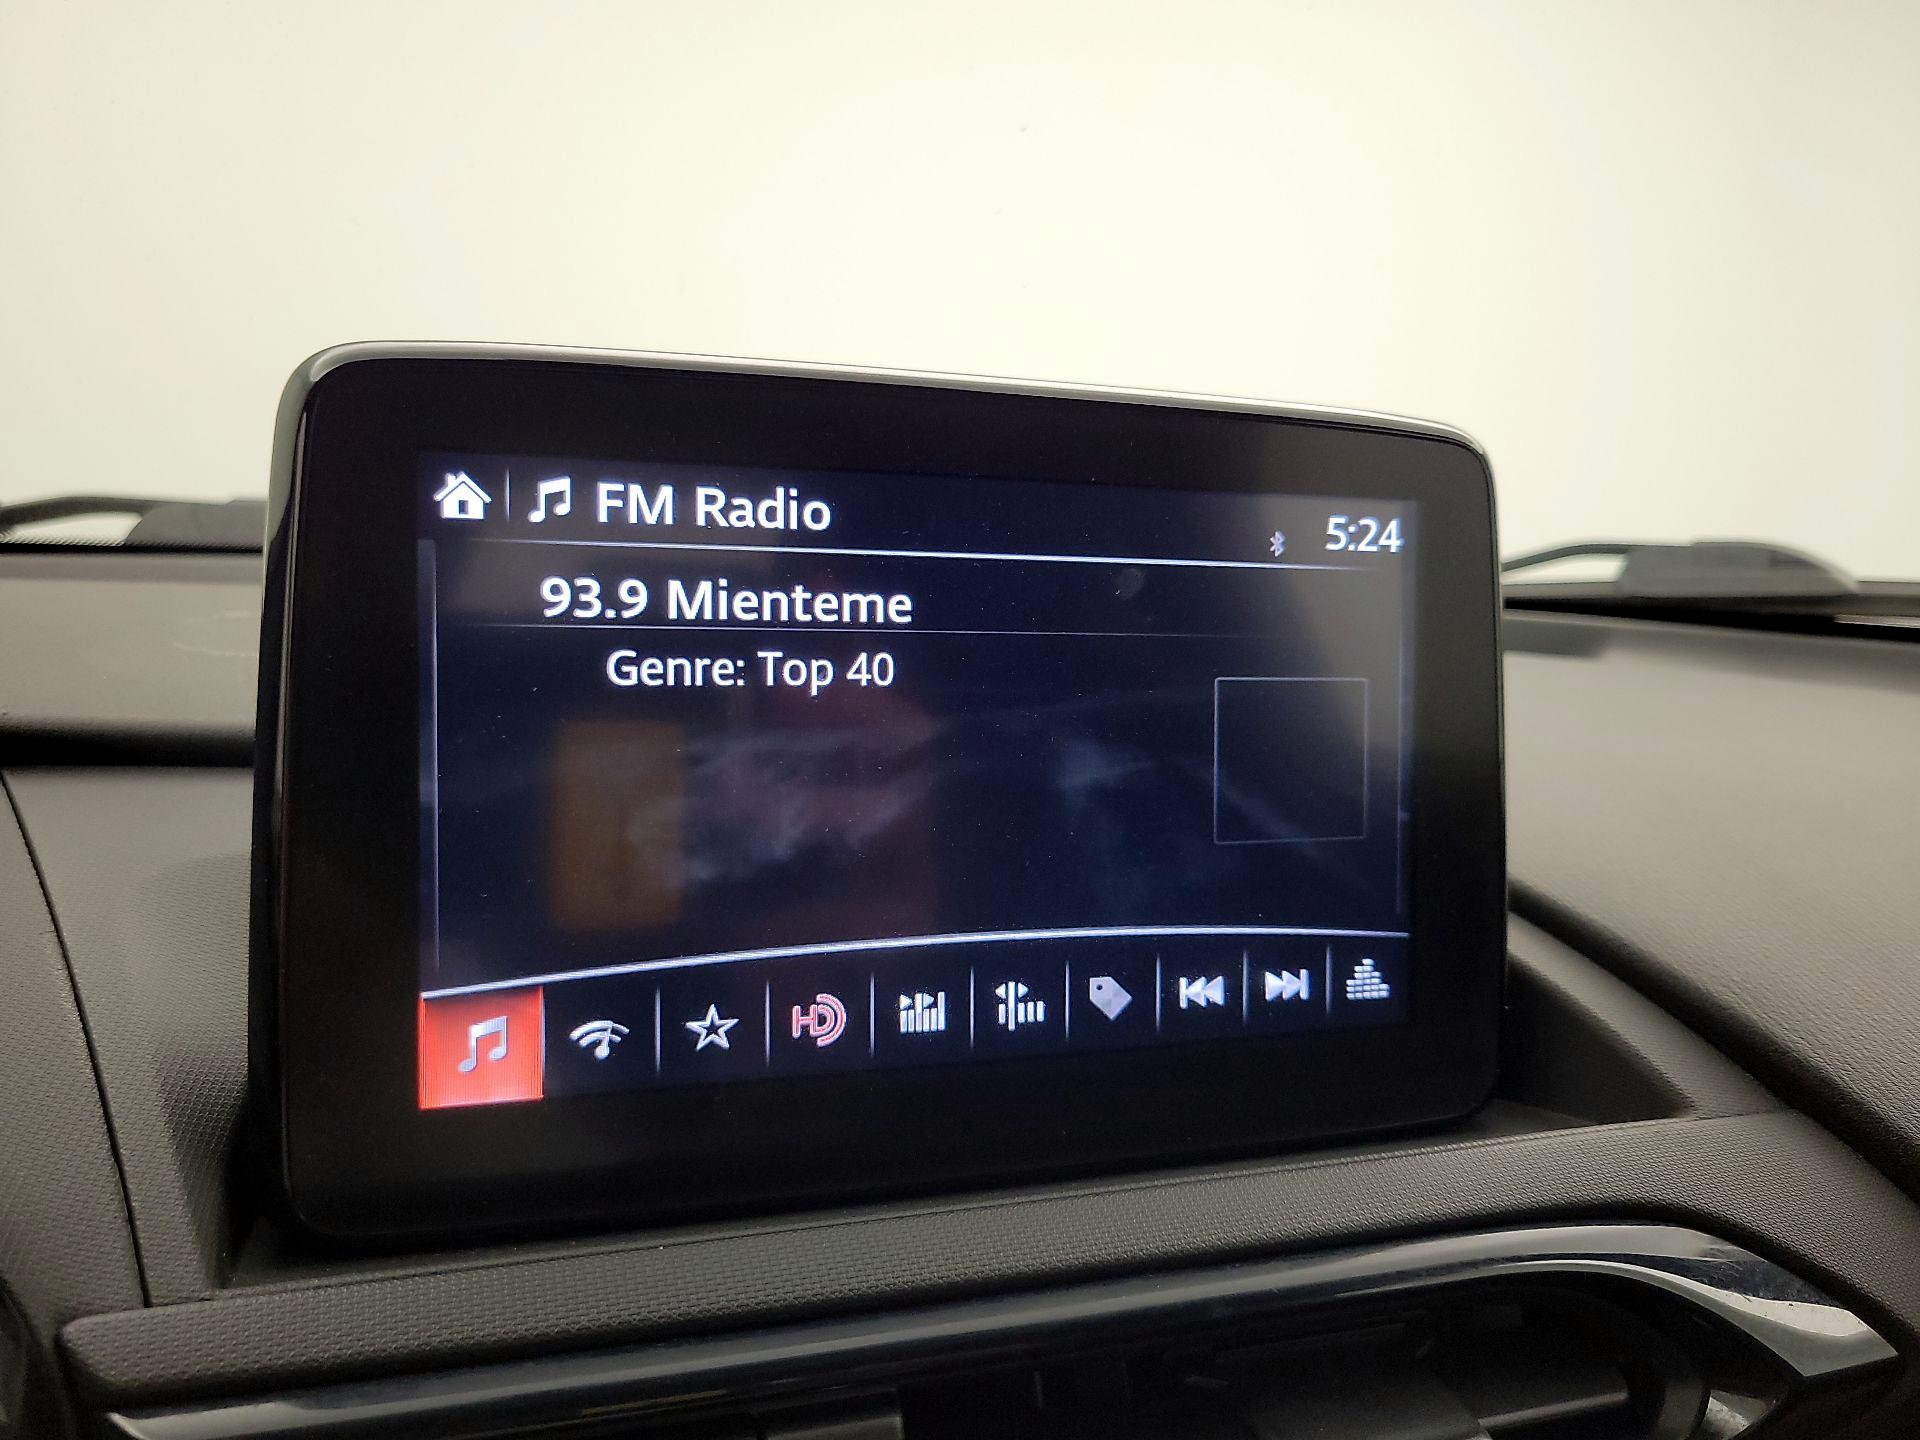 FM Radio
5:24
93.9 Mienteme
Genre: Top 40
HD